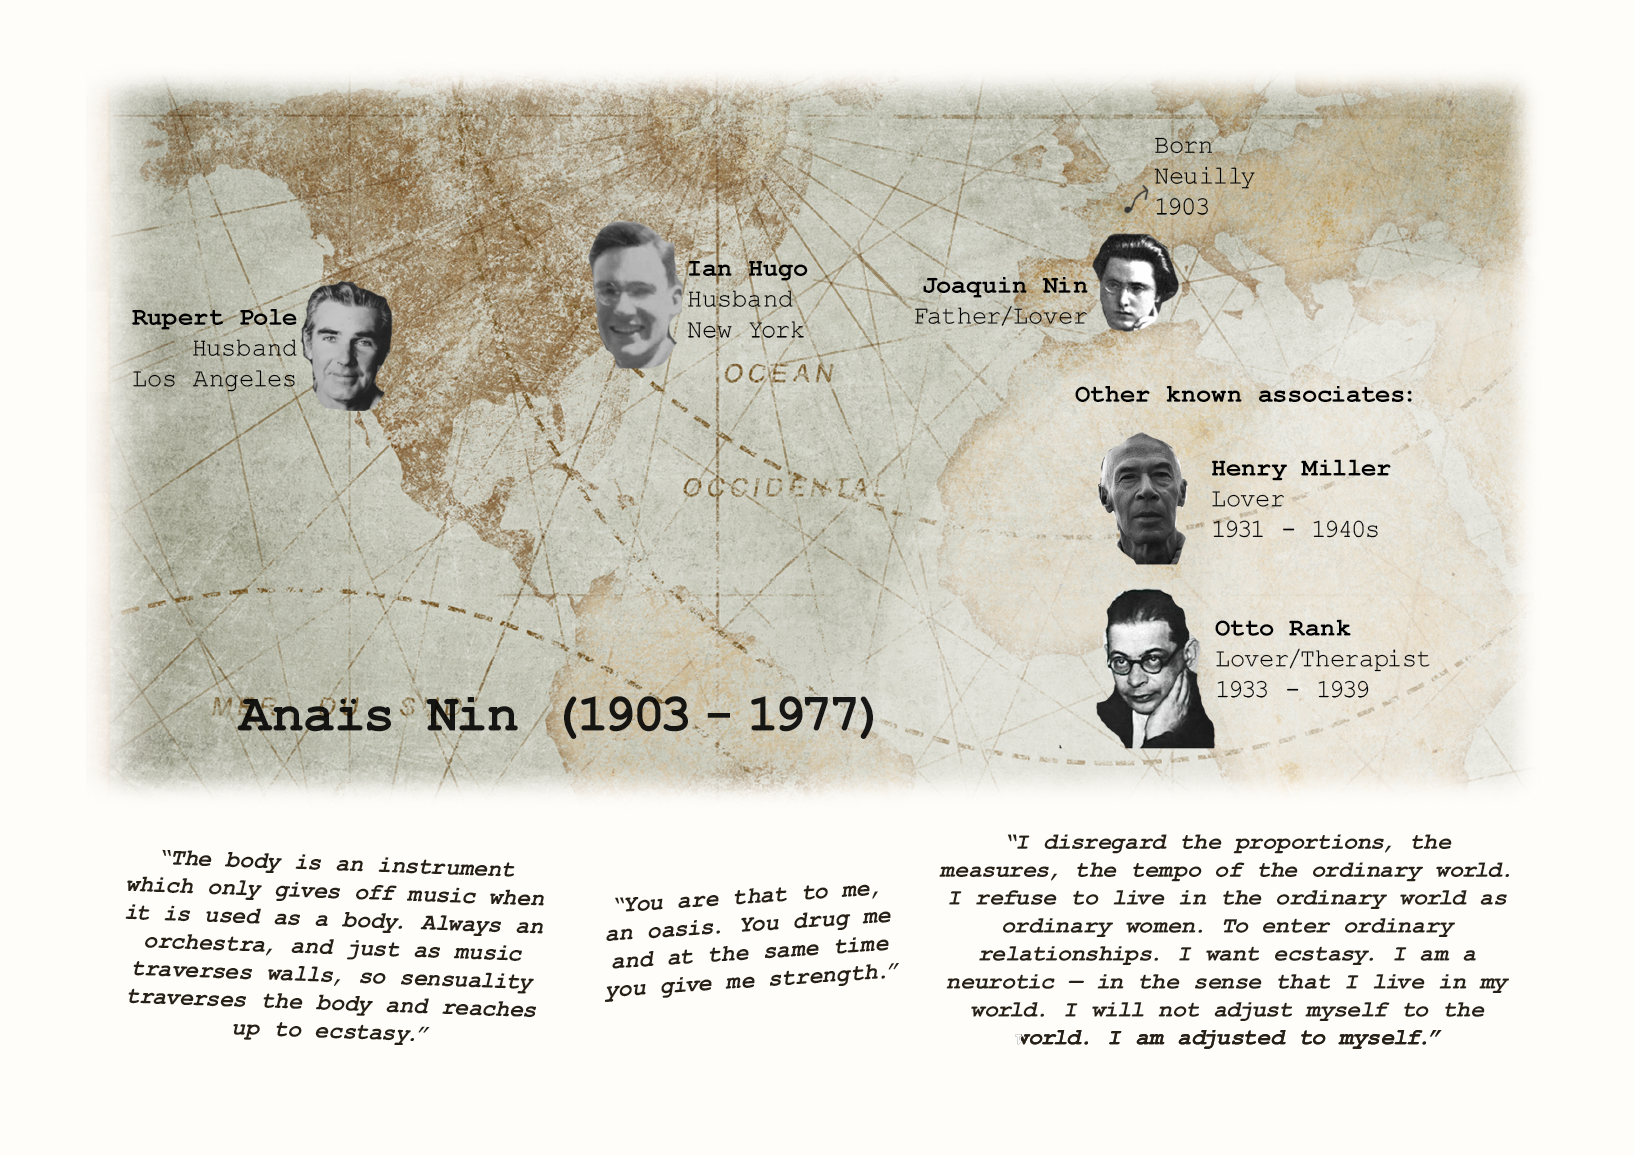 Born
Neuilly
1903
Ian Hugo
Husband
New York
Joaquin Nin
Father/Lover
Rupert Pole
Husband
Los Angeles
OCEAN
Other known associates:
Henry Miller
Lover
1931 - 1940s
OCCIDENTAL
Otto Rank
Lover/Therapist
1933 - 1939
Anaïs Nin (1903 – 1977)
“The body is an instrument
which only gives off music when
it is used as a body. Always an
orchestra, and just as music
traverses walls, so sensuality
traverses the body and reaches
up to ecstasy.”
“You are that to me,
an oasis. You drug me
and at the same time
you give me strength.”
“I disregard the proportions, the
measures, the tempo of the ordinary world.
I refuse to live in the ordinary world as
ordinary women. To enter ordinary
relationships. I want ecstasy. I am a
neurotic — in the sense that I live in my
world. I will not adjust myself to the
world. I am adjusted to myself.”